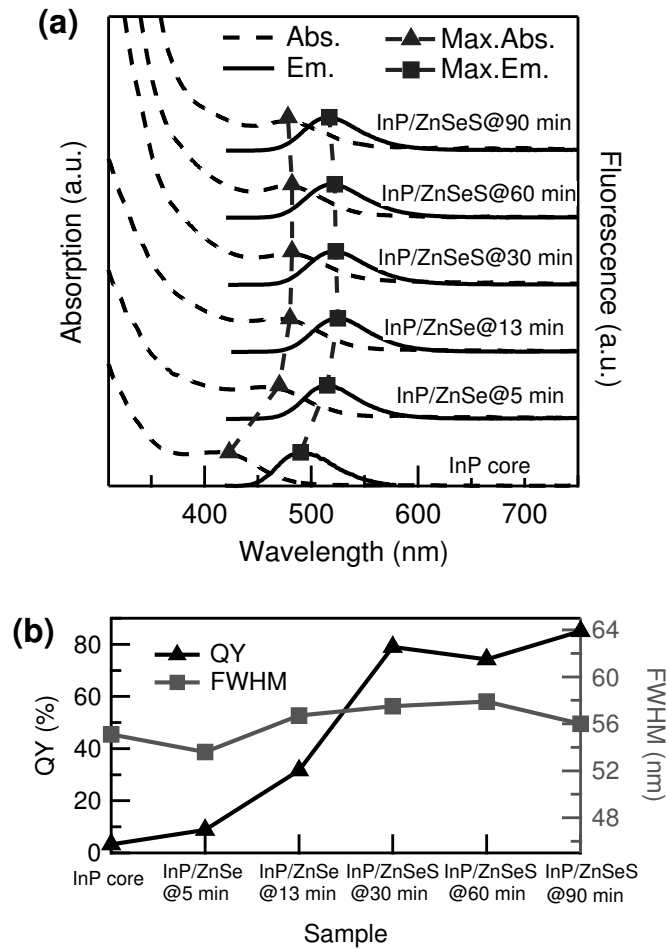 (a)
Abs.
Max.Abs.
Em.
Max.Em.
InP/ZnSeS@90 min
InP/ZnSeS@60 min
InP/ZnSeS@30 min
InP/ZnSe@13 min
InP/ZnSe@5 min
InP core
Absorption (a.u.)
Fluorescence (a.u.)
400
500
600
700
Wavelength (nm)
(b)
QY
FWHM
80
60
40
20
0
QY (%)
64
60
56
52
48
FWHM (nm)
InP core
InP/ZnSe
@5 min
InP/ZnSe
@13 min
InP/ZnSeS
@30 min
InP/ZnSeS
@60 min
InP/ZnSeS
@90 min
Sample